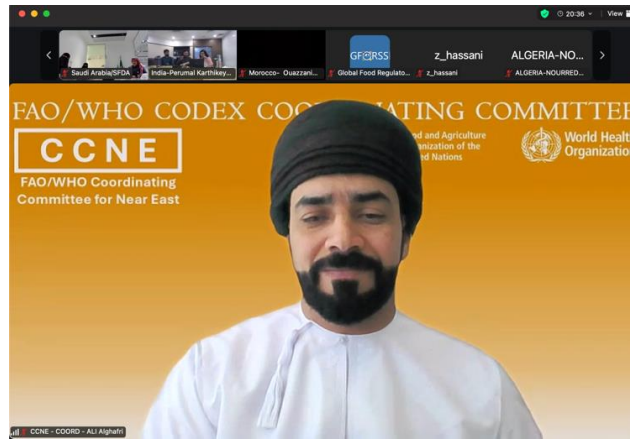 20:36
View
Saudi Arabia/SFDA
India-Perumal Karthikey...
Morocco- Ouazzani...
GFORSS
Global Food Regulato...
z_hassani
z_hassani
ALGERIA-NO...
ALGERIA-NOURRED...
FAO/WHO CODEX COO ATING COMMITTEE
CCNE
FAO/WHO Coordinating
Committee for Near East
d and Agriculture
anization of the
ed Nations
World Healt
Organizatio
CCNE - COORD - ALI Alghafri